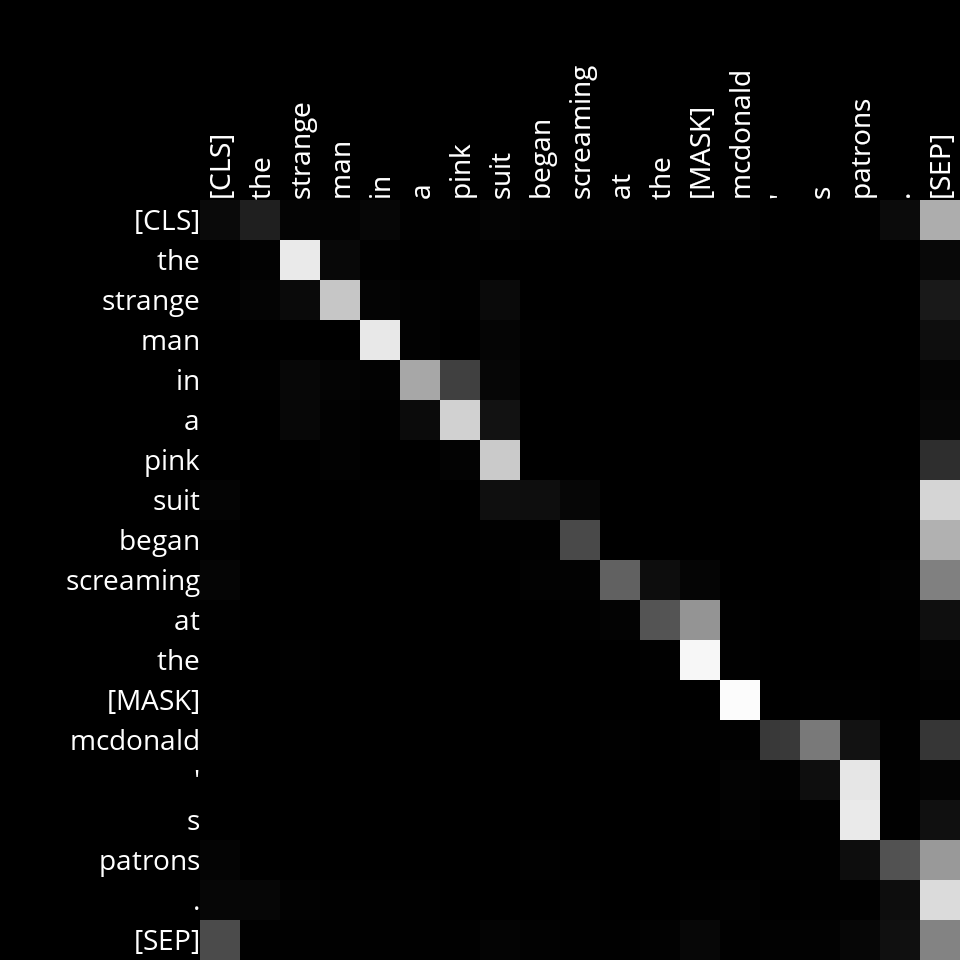 [CLS] the strange man in a pink suit began screaming at the [MASK] mcdonald ' s patrons . [SEP]
[CLS]
the
strange
man
in
a
pink
suit
began
screaming
at
the
[MASK]
mcdonald
'
s
patrons
.
[SEP]